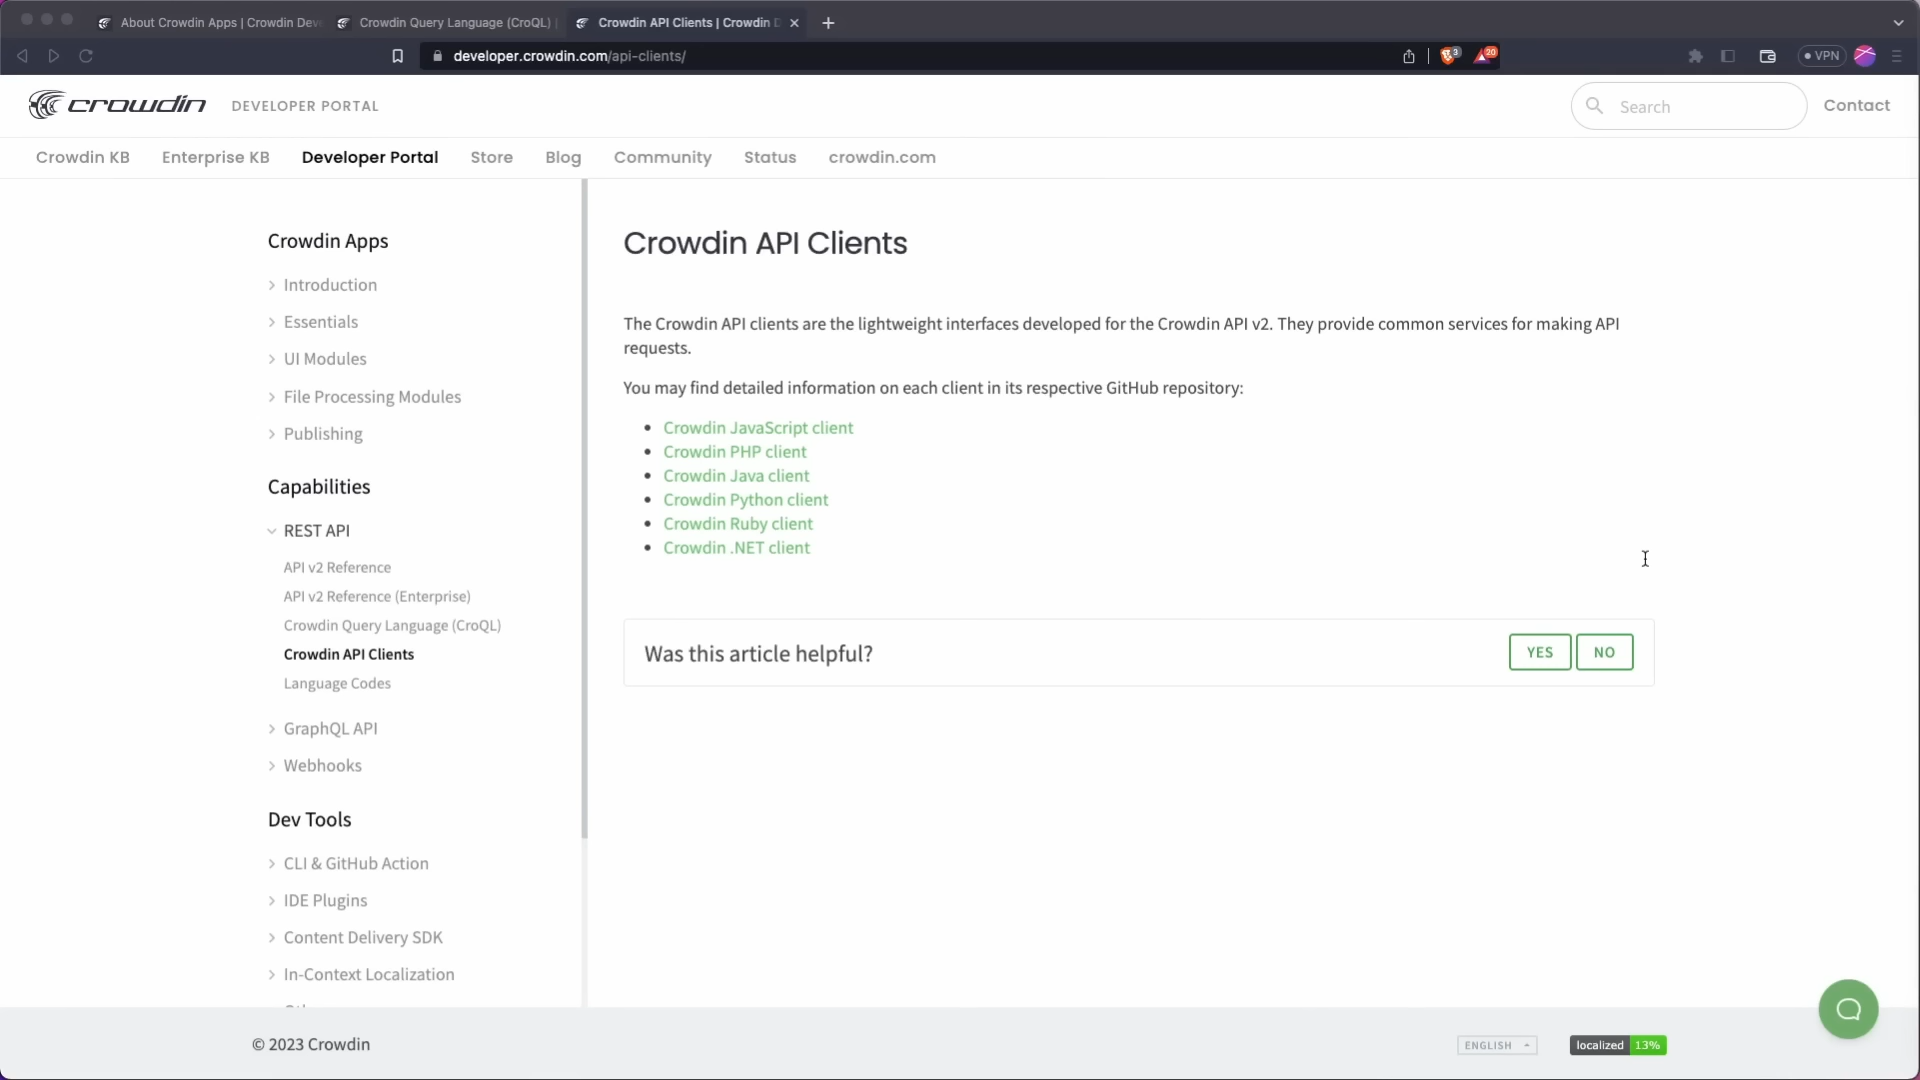 About Crowdin Apps | Crowdin Deve
Crowdin Query Language (CroQL) |
Crowdin API Clients | Crowdin D
developer.crowdin.com/api-clients/
3
20
VPN
crowdin DEVELOPER PORTAL
Search
Contact
Crowdin KB
Enterprise KB
Developer Portal
Store
Blog
Community
Status
crowdin.com
Crowdin Apps
Introduction
Essentials
UI Modules
File Processing Modules
Publishing
Capabilities
REST API
API v2 Reference
API v2 Reference (Enterprise)
Crowdin Query Language (CroQL)
Crowdin API Clients
Language Codes
GraphQL API
Webhooks
Dev Tools
CLI & GitHub Action
IDE Plugins
Content Delivery SDK
In-Context Localization
Crowdin API Clients
The Crowdin API clients are the lightweight interfaces developed for the Crowdin API v2. They provide common services for making API
requests.
You may find detailed information on each client in its respective GitHub repository:
Crowdin JavaScript client
Crowdin PHP client
Crowdin Java client
Crowdin Python client
Crowdin Ruby client
Crowdin .NET client
Was this article helpful?
YES
NO
© 2023 Crowdin
ENGLISH
localized 13%